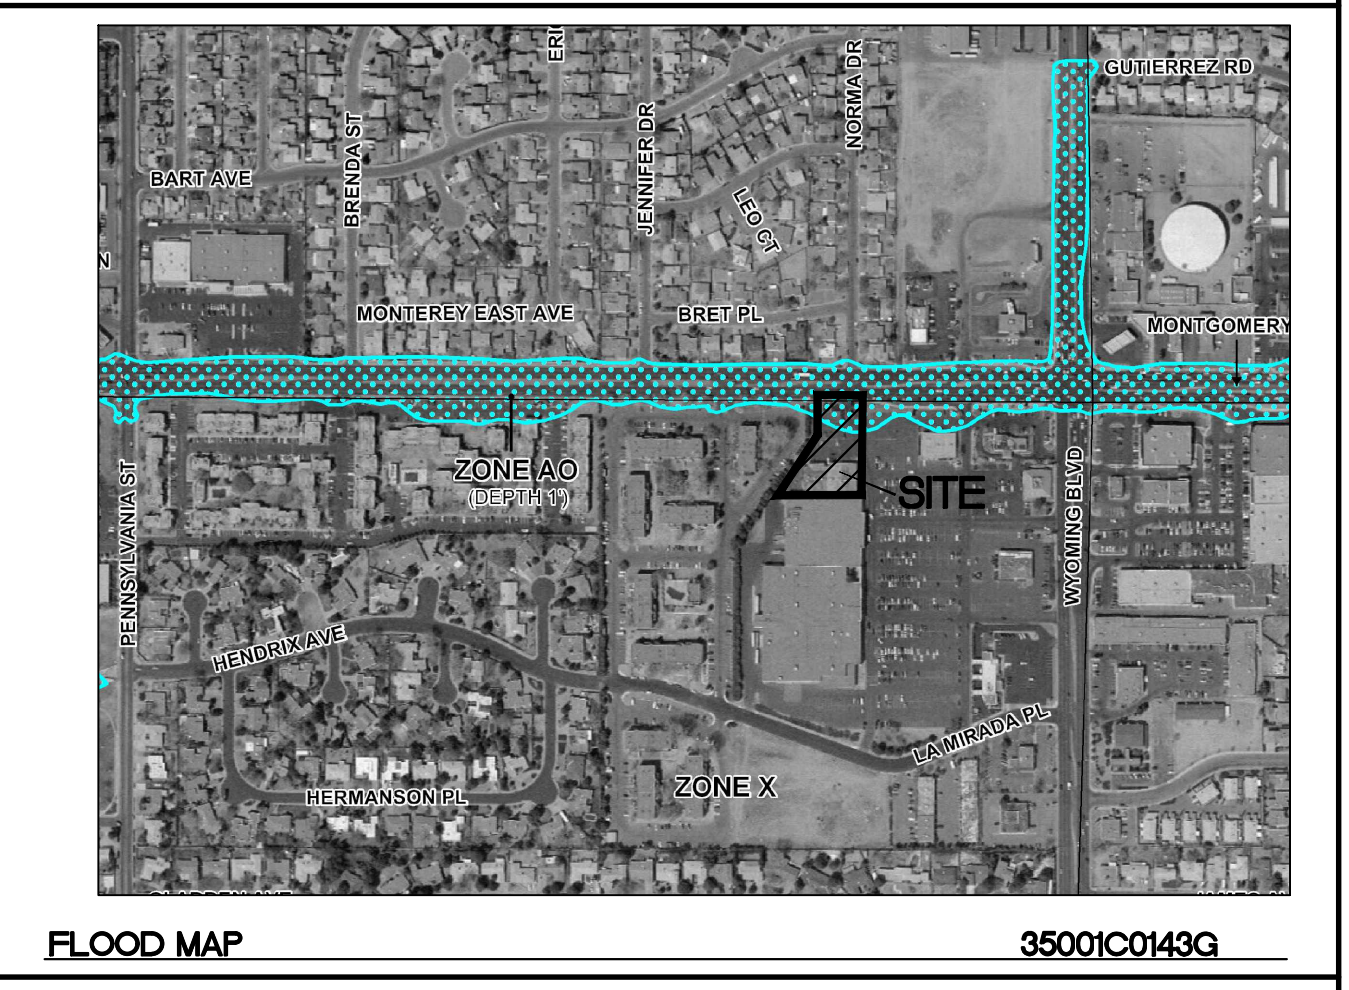 ERI
GUTIERREZ RD
NORMA DR
JENNIFER DR
BRENDA ST
BART AVE
LEO CT
N
MONTEREY EAST AVE
BRET PL
MONTGOMERY
ZONE AO
(DEPTH 1')
SITE
WYOMING BLVD
PENNSYLVANIA ST
HENDRIX AVE
LA MIRADA PL
ZONE X
HERMANSON PL
FLOOD MAP
35001C0143G